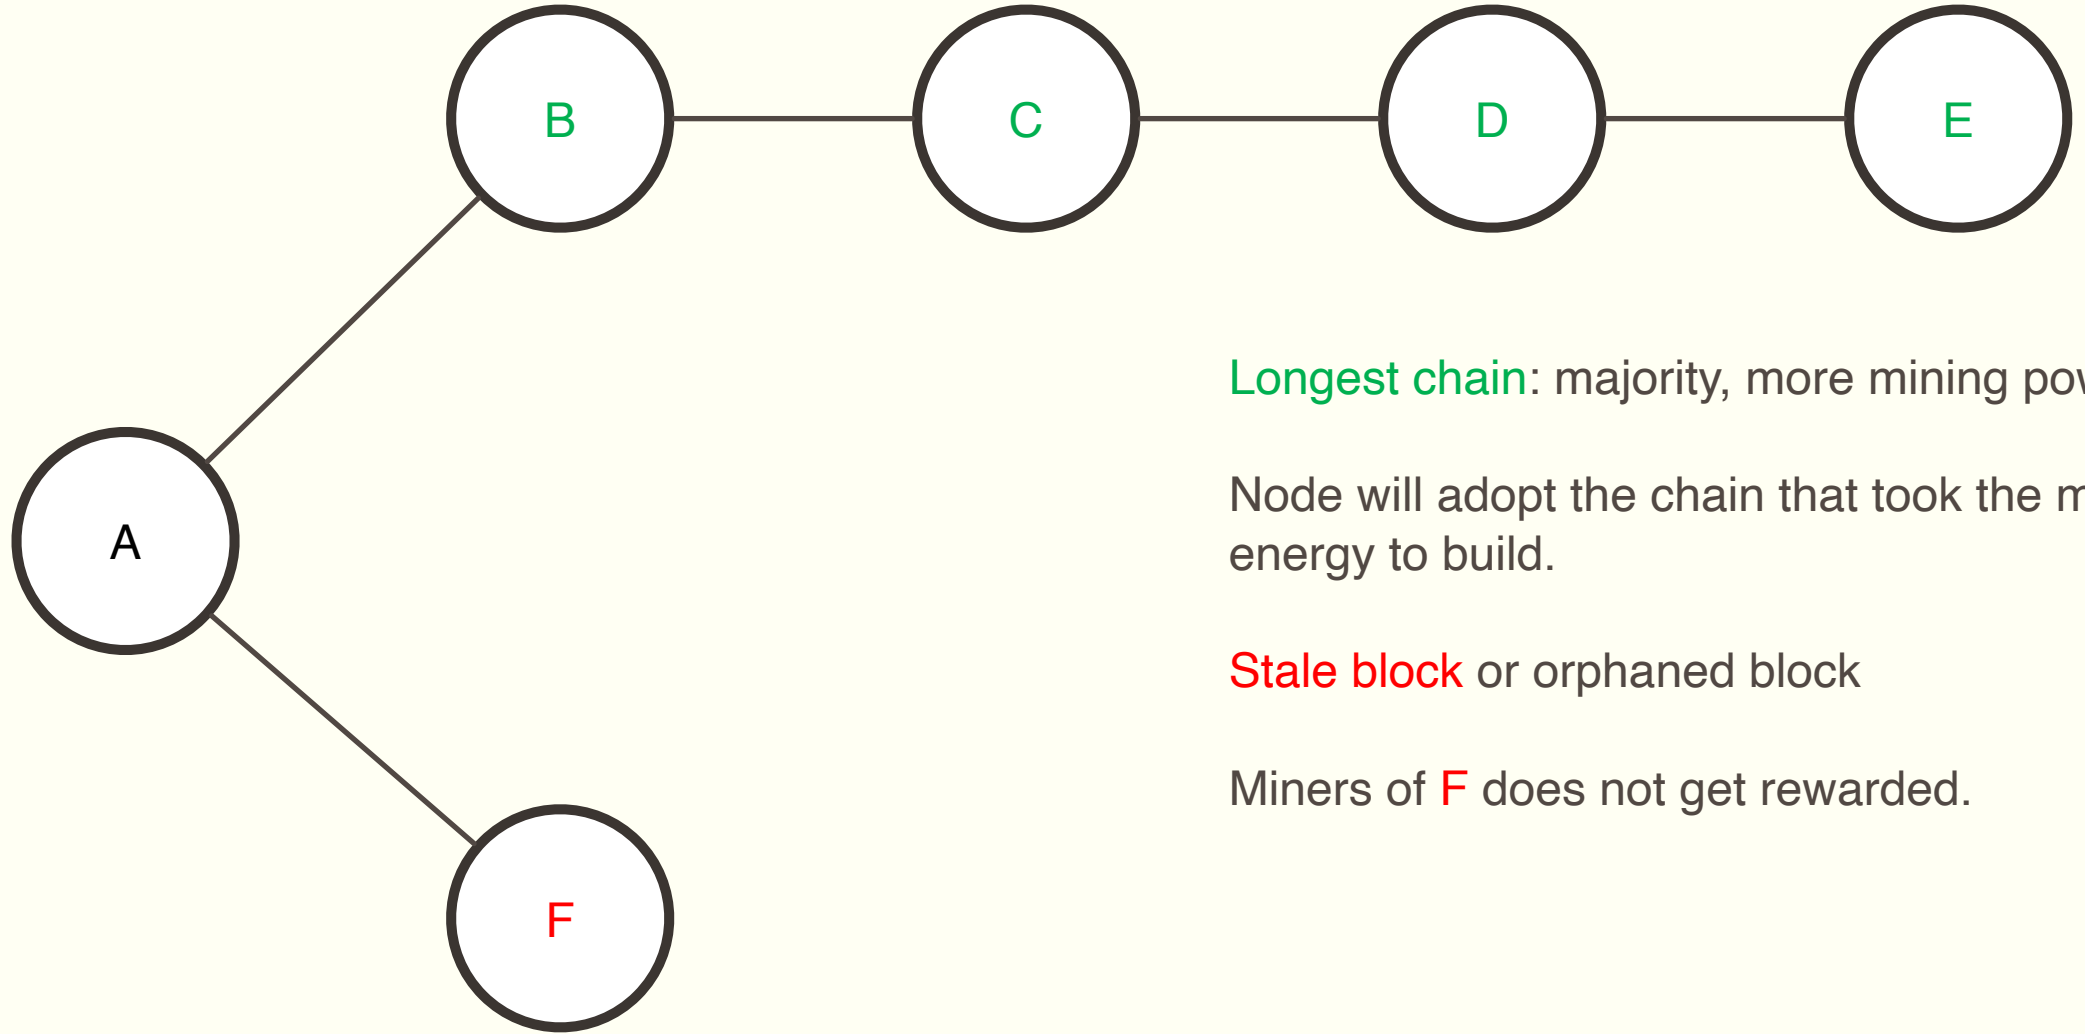 B
C
D
E
A
F
Longest chain: majority, more mining
Node will adopt the chain that took the
energy to build.
Stale block or orphaned block
Miners of F does not get rewarded.